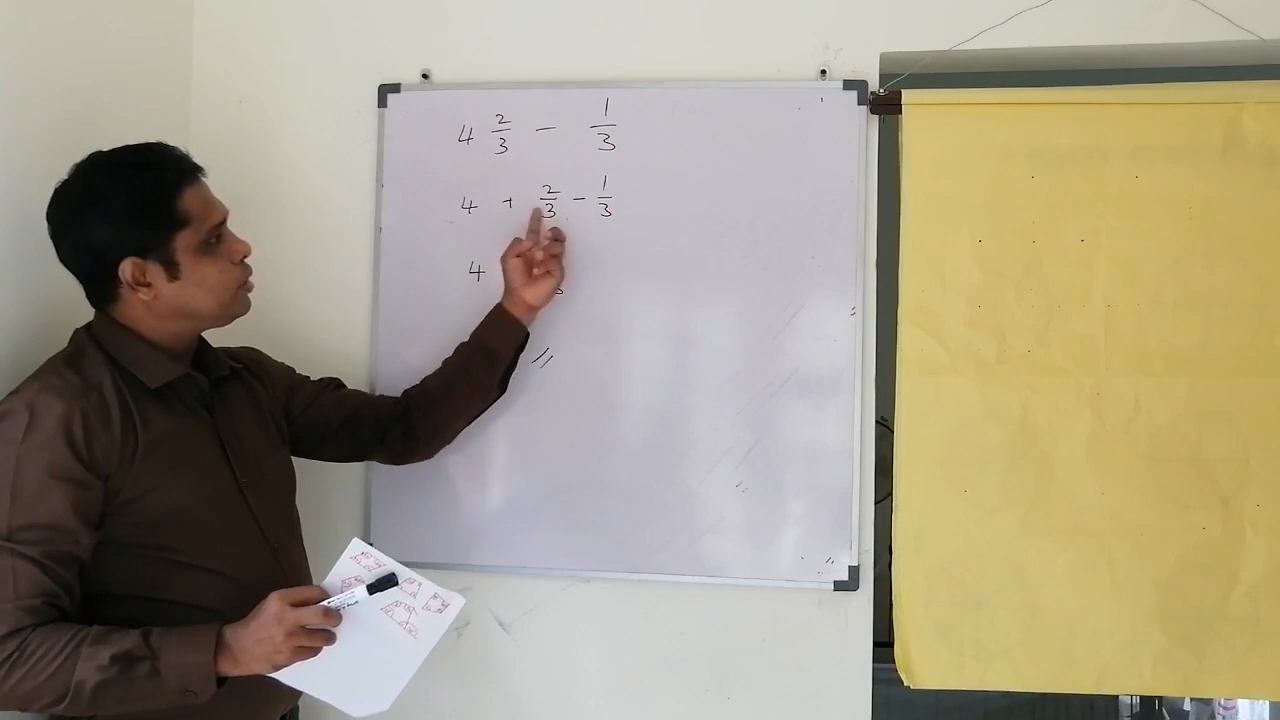 4 2/3 - 1/3
4 + 2/3 - 1/3
4
//